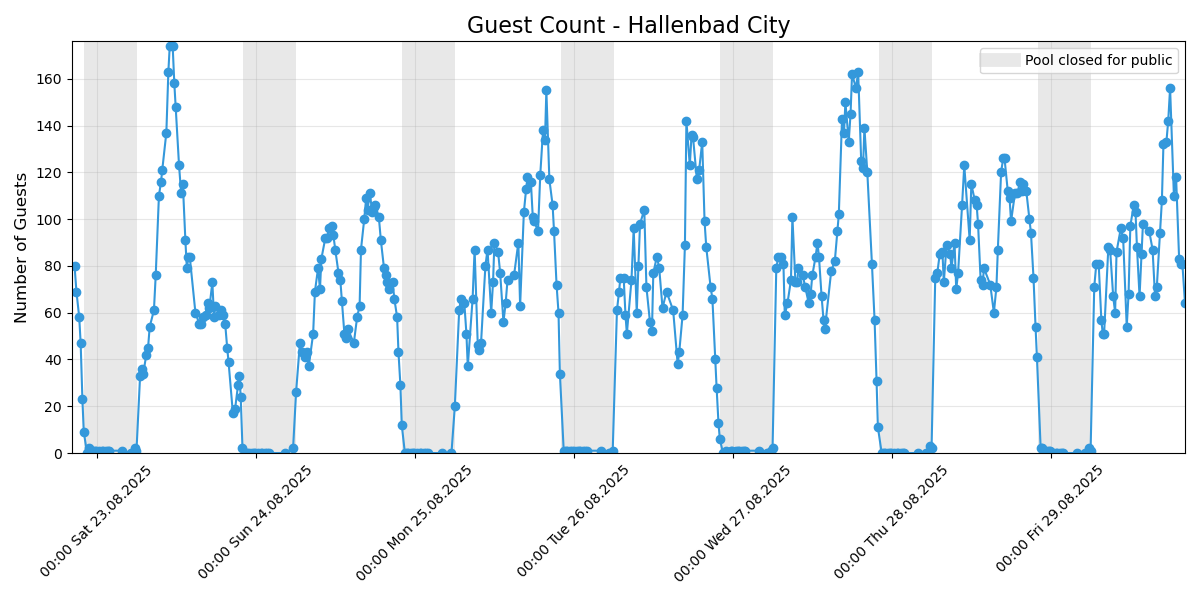 Guest Count - Hallenbad City
Pool closed for public
Number of Guests
160
140
120
100
80
60
40
20
0
00:00 Sat 23.08.2025
00:00 Sun 24.08.2025
00:00 Mon 25.08.2025
00:00 Tue 26.08.2025
00:00 Wed 27.08.2025
00:00 Thu 28.08.2025
00:00 Fri 29.08.2025